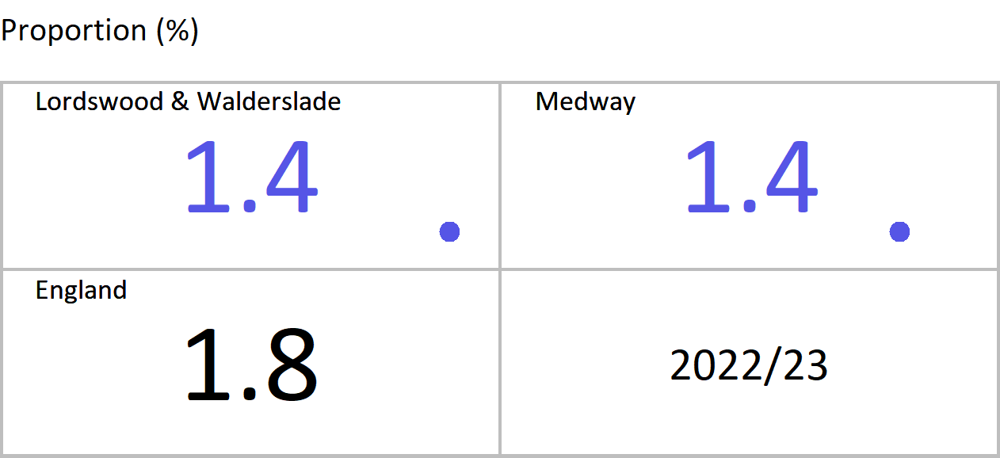 Proportion (%)
Lordswood & Walderslade
1.4
Medway
1.4
England
1.8
2022/23